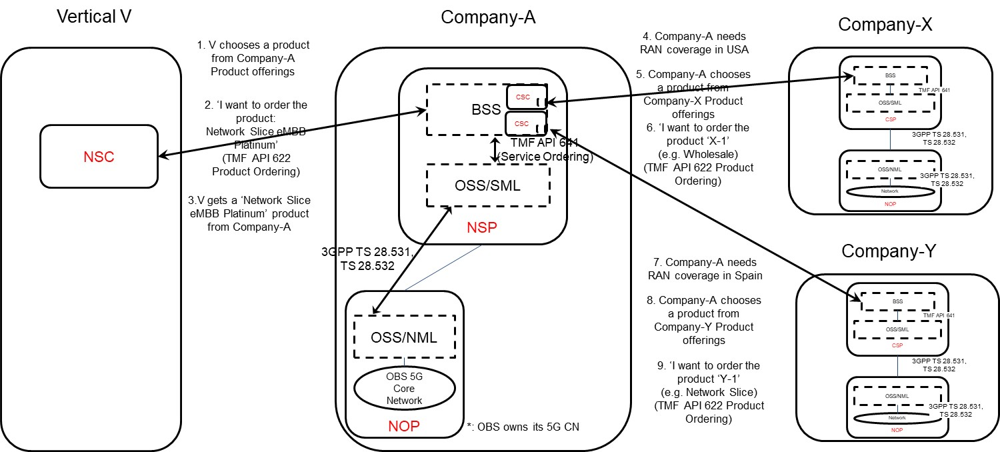 Vertical V
NSC
1. V chooses a product
from Company-A
Product offerings
2. ‘I want to order the
product:
Network Slice eMBB
Platinum’
(TMF API 622
Product Ordering)
3.V gets a ‘Network Slice
eMBB Platinum’ product
from Company-A
Company-A
BSS
CSC
CSC
TMF API 641
(Service Ordering)
OSS/SML
NSP
3GPP TS 28.531,
TS 28.532
OSS/NML
OBS 5G
Core
Network
NOP
*: OBS owns its 5G CN
4. Company-A needs
RAN coverage in USA
5. Company-A chooses
a product from
Company-X Product
offerings
6. ‘I want to order the
product ‘X-1’
(e.g. Wholesale)
(TMF API 622 Product
Ordering)
7. Company-A needs
RAN coverage in Spain
8. Company-A chooses
a product from
Company-Y Product
offerings
9. ‘I want to order the
product ‘Y-1’
(e.g. Network Slice)
(TMF API 622 Product
Ordering)
Company-X
BSS
TMF API 641
OSS/SML
CSP
3GPP TS 28.531,
TS 28.532
OSS/NML
3GPP TS 28.531,
TS 28.532
Network
NOP
Company-Y
BSS
TMF API 641
OSS/SML
CSP
3GPP TS 28.531,
TS 28.532
OSS/NML
3GPP TS 28.531,
TS 28.532
Network
NOP